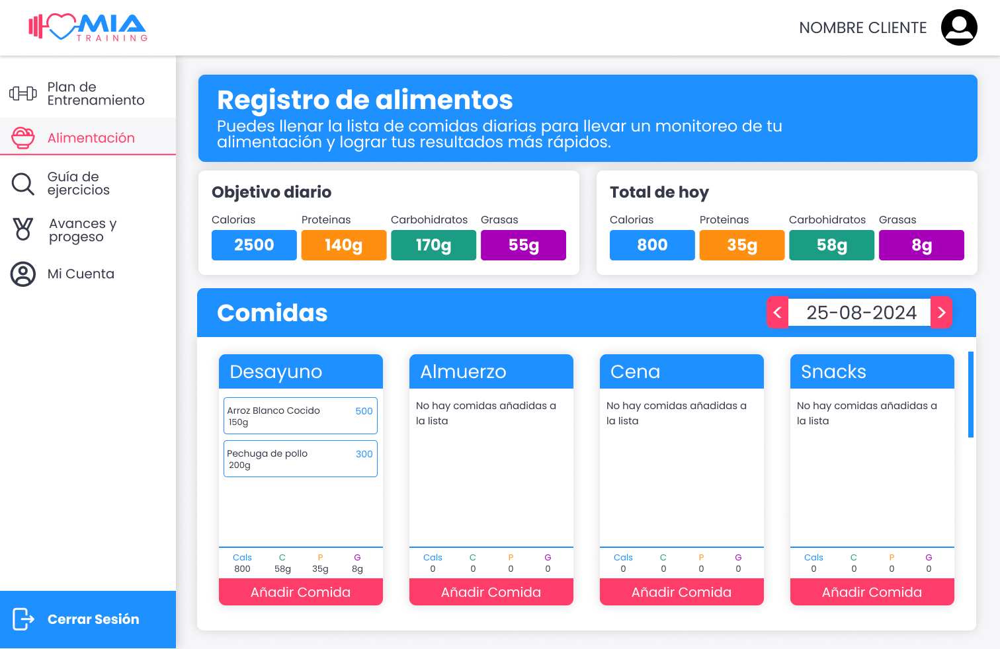 MIA
TRAINING
NOMBRE CLIENTE
Plan de
Entrenamiento
Alimentación
Guía de
ejercicios
Avances y
progeso
Mi Cuenta
Cerrar Sesión
Registro de alimentos
Puedes llenar la lista de comidas diarias para llevar un monitoreo de tu
alimentación y lograr tus resultados más rápidos.
Objetivo diario
Calorias Proteinas Carbohidratos Grasas
2500 140g 170g 55g
Total de hoy
Calorias Proteinas Carbohidratos Grasas
800 35g 58g 8g
Comidas
< 25-08-2024 >
Desayuno
Arroz Blanco Cocido 500
150g
Pechuga de pollo 300
200g
Cals C P G
800 58g 35g 8g
Añadir Comida
Almuerzo
No hay comidas añadidas a
la lista
Cals C P G
0 0 0 0
Añadir Comida
Cena
No hay comidas añadidas a
la lista
Cals C P G
0 0 0 0
Añadir Comida
Snacks
No hay comidas añadidas a
la lista
Cals C P G
0 0 0 0
Añadir Comida